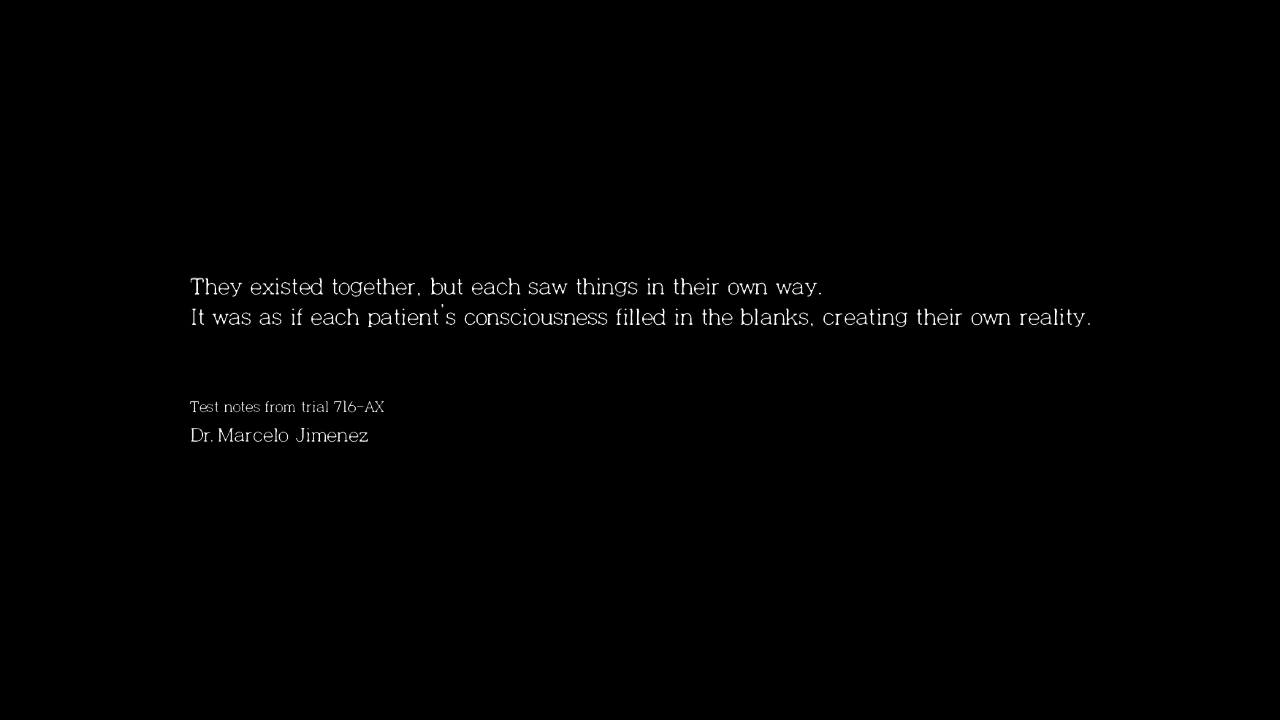 They existed together, but each saw things in their own way.
It was as if each patient's consciousness filled in the blanks, creating their own reality.
Test notes from trial 716-AX
Dr. Marcelo Jimenez